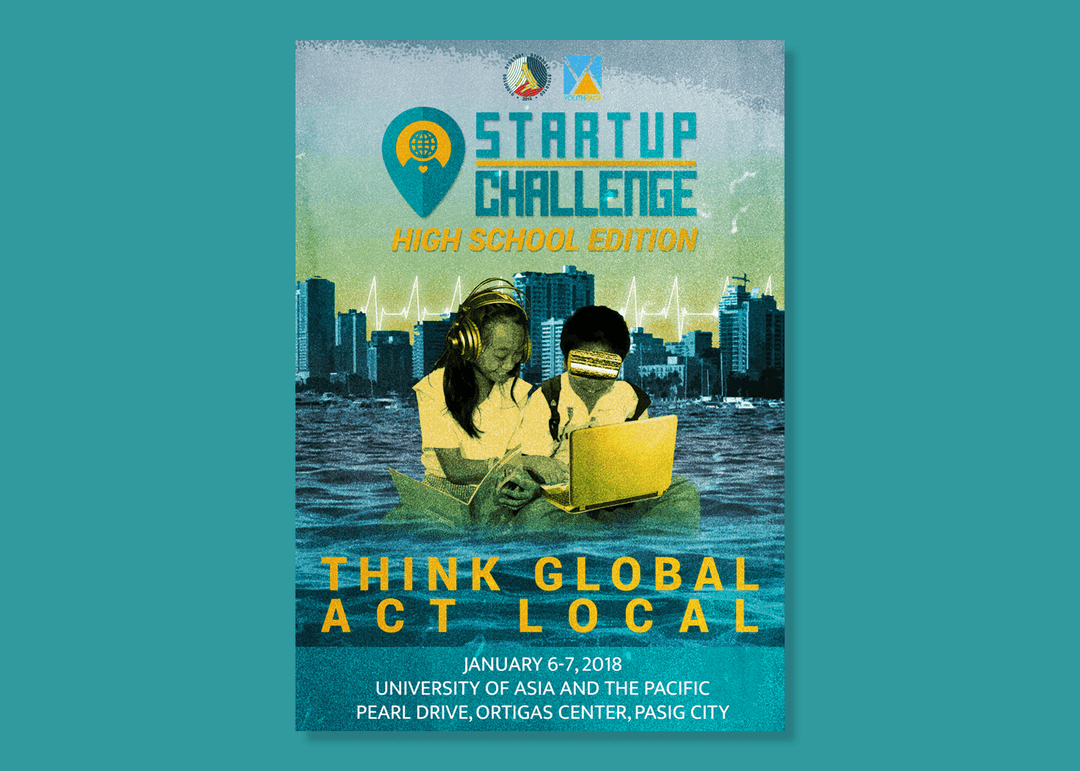 STARTUP
CHALLENGE
HIGH SCHOOL EDITION
THINK GLOBAL
ACT LOCAL
JANUARY 6-7, 2018
UNIVERSITY OF ASIA AND THE PACIFIC
PEARL DRIVE, ORTIGAS CENTER, PASIG CITY